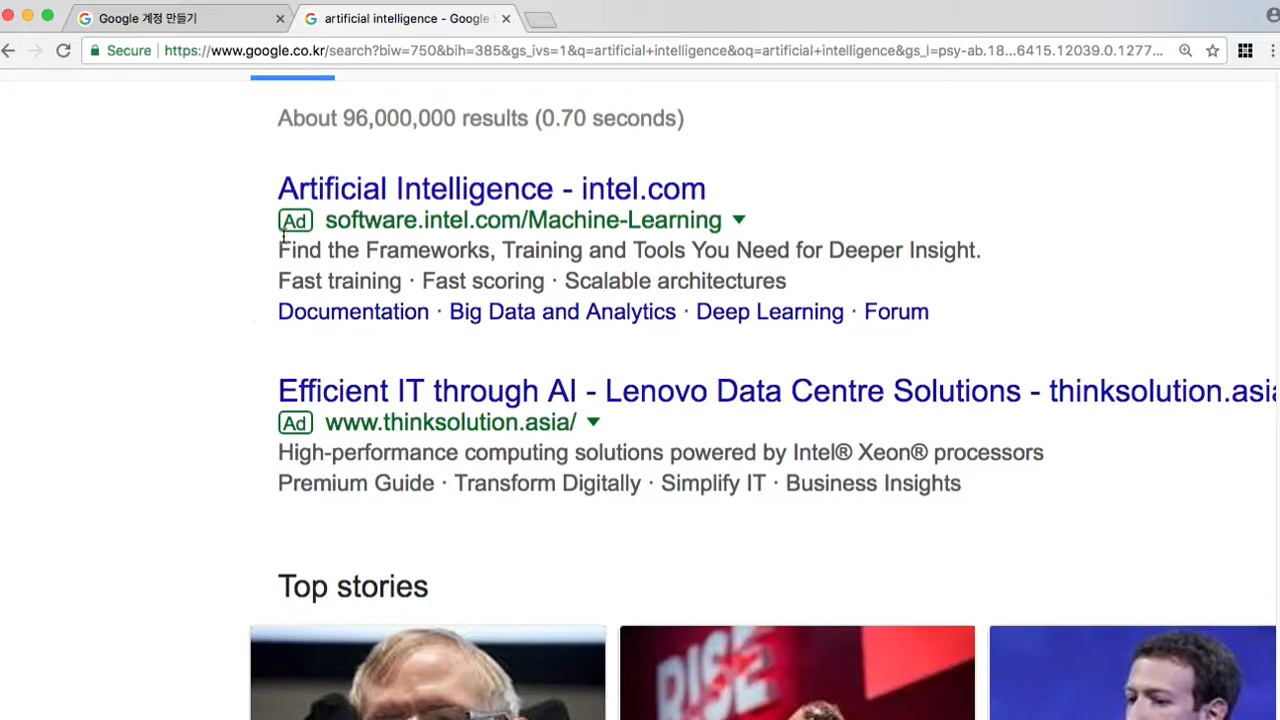 Google 계정 만들기
artificial intelligence - Google
Secure
https://www.google.co.kr/search?biw=750&bih=385&gs_ivs=1&q=artificial+intelligence&oq=artificial+intelligence&gs_l=psy-ab.18...6415.12039.0.1277...
About 96,000,000 results (0.70 seconds)
Artificial Intelligence - intel.com
Ad software.intel.com/Machine-Learning
Find the Frameworks, Training and Tools You Need for Deeper Insight.
Fast training · Fast scoring · Scalable architectures
Documentation · Big Data and Analytics · Deep Learning · Forum
Efficient IT through AI - Lenovo Data Centre Solutions - thinksolution.asia
Ad www.thinksolution.asia/
High-performance computing solutions powered by Intel® Xeon® processors
Premium Guide · Transform Digitally · Simplify IT · Business Insights
Top stories
RISE